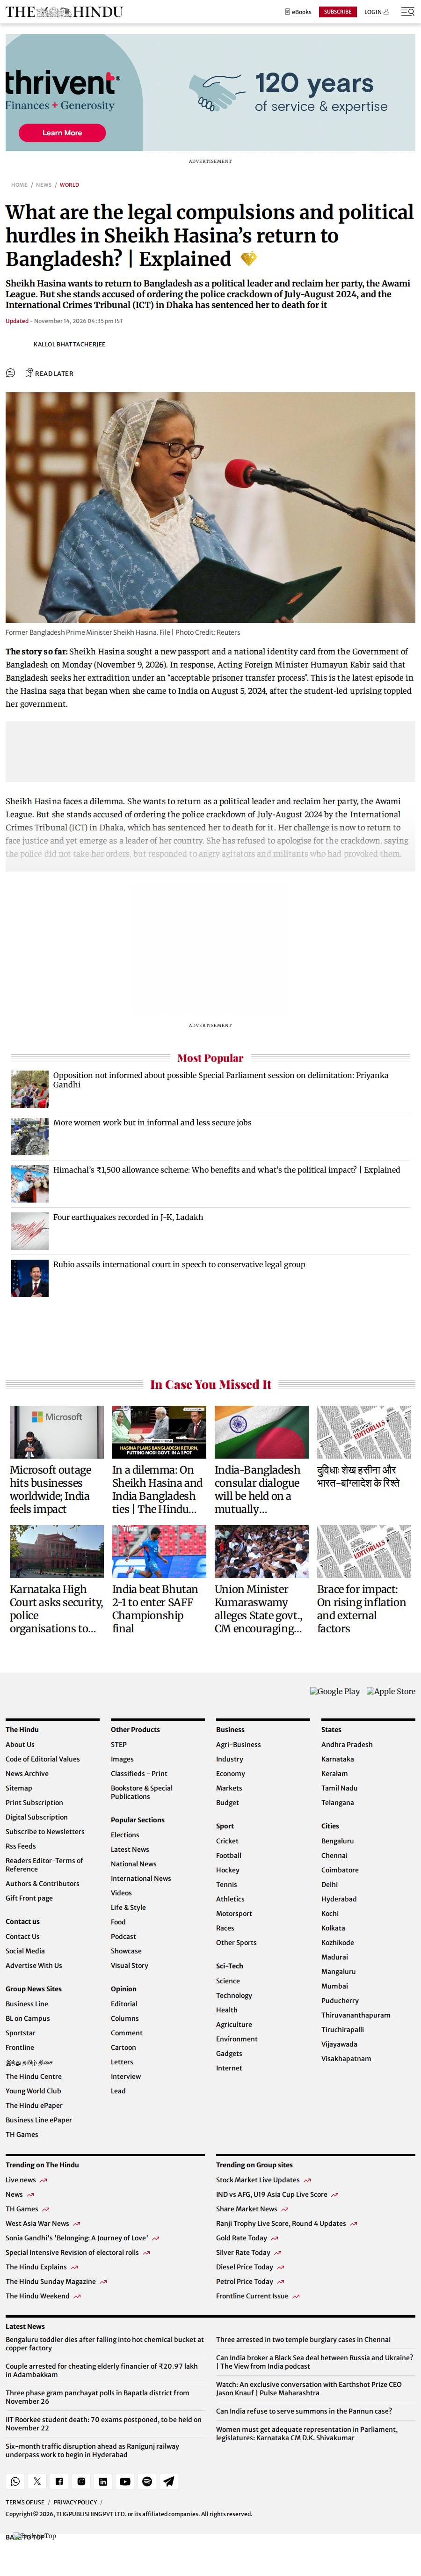 THE HINDU
eBooks
SUBSCRIBE
LOGIN
thrivent®
Finances + Generosity
Learn More
120 years
of service & expertise
ADVERTISEMENT
HOME / NEWS / WORLD
What are the legal compulsions and political
hurdles in Sheikh Hasina’s return to
Bangladesh? | Explained
Sheikh Hasina wants to return to Bangladesh as a political leader and reclaim her party, the Awami
League. But she stands accused of ordering the police crackdown of July-August 2024, and the
International Crimes Tribunal (ICT) in Dhaka has sentenced her to death for it
Updated - November 14, 2026 04:35 pm IST
KALLOL BHATTACHERJEE
READ LATER
Former Bangladesh Prime Minister Sheikh Hasina. File | Photo Credit: Reuters
The story so far: Sheikh Hasina sought a new passport and a national identity card from the Government of
Bangladesh on Monday (November 9, 2026). In response, Acting Foreign Minister Humayun Kabir said that
Bangladesh seeks her extradition under an “acceptable prisoner transfer process”. This is the latest episode in
the Hasina saga that began when she came to India on August 5, 2024, after the student-led uprising toppled
her government.
Sheikh Hasina faces a dilemma. She wants to return as a political leader and reclaim her party, the Awami
League. But she stands accused of ordering the police crackdown of July-August 2024 by the International
Crimes Tribunal (ICT) in Dhaka, which has sentenced her to death for it. Her challenge is now to return to
face justice and yet emerge as a leader of her country. She has refused to apologise for the crackdown, saying
the police did not take her orders, but responded to angry agitators and militants who had provoked them.
ADVERTISEMENT
Most Popular
Opposition not informed about possible Special Parliament session on delimitation: Priyanka
Gandhi
More women work but in informal and less secure jobs
Himachal’s ₹1,500 allowance scheme: Who benefits and what’s the political impact? | Explained
Four earthquakes recorded in J-K, Ladakh
Rubio assails international court in speech to conservative legal group
In Case You Missed It
Microsoft
HASINA PLANS BANGLADESH RETURN,
PUTTING MODI GOVT. IN A SPOT
EDITORIALS
Microsoft outage
hits businesses
worldwide; India
feels impact
In a dilemma: On
Sheikh Hasina and
India Bangladesh
ties | The Hindu...
India-Bangladesh
consular dialogue
will be held on a
mutually...
दुविधाः शेख हसीना और
भारत-बांग्लादेश के रिश्ते
EDITORIALS
Karnataka High
Court asks security,
police
organisations to...
India beat Bhutan
2-1 to enter SAFF
Championship
final
Union Minister
Kumaraswamy
alleges State govt.,
CM encouraging...
Brace for impact:
On rising inflation
and external
factors
Google Play
Apple Store
The Hindu
About Us
Code of Editorial Values
News Archive
Sitemap
Print Subscription
Digital Subscription
Subscribe to Newsletters
Rss Feeds
Readers Editor-Terms of
Reference
Authors & Contributors
Gift Front page
Contact us
Contact Us
Social Media
Advertise With Us
Group News Sites
Business Line
BL on Campus
Sportstar
Frontline
இந்து தமிழ் திசை
The Hindu Centre
Young World Club
The Hindu ePaper
Business Line ePaper
TH Games
Other Products
STEP
Images
Classifieds - Print
Bookstore & Special
Publications
Popular Sections
Elections
Latest News
National News
International News
Videos
Life & Style
Food
Podcast
Showcase
Visual Story
Opinion
Editorial
Columns
Comment
Cartoon
Letters
Interview
Lead
Business
Agri-Business
Industry
Economy
Markets
Budget
Sport
Cricket
Football
Hockey
Tennis
Athletics
Motorsport
Races
Other Sports
Sci-Tech
Science
Technology
Health
Agriculture
Environment
Gadgets
Internet
States
Andhra Pradesh
Karnataka
Keralam
Tamil Nadu
Telangana
Cities
Bengaluru
Chennai
Coimbatore
Delhi
Hyderabad
Kochi
Kolkata
Kozhikode
Madurai
Mangaluru
Mumbai
Puducherry
Thiruvananthapuram
Tiruchirapalli
Vijayawada
Visakhapatnam
Trending on The Hindu
Live news
News
TH Games
West Asia War News
Sonia Gandhi's 'Belonging: A Journey of Love'
Special Intensive Revision of electoral rolls
The Hindu Explains
The Hindu Sunday Magazine
The Hindu Weekend
Trending on Group sites
Stock Market Live Updates
IND vs AFG, U19 Asia Cup Live Score
Share Market News
Ranji Trophy Live Score, Round 4 Updates
Gold Rate Today
Silver Rate Today
Diesel Price Today
Petrol Price Today
Frontline Current Issue
Latest News
Bengaluru toddler dies after falling into hot chemical bucket at
copper factory
Couple arrested for cheating elderly financier of ₹20.97 lakh
in Adambakkam
Three phase gram panchayat polls in Bapatla district from
November 26
IIT Roorkee student death: 70 exams postponed, to be held on
November 22
Six-month traffic disruption ahead as Ranigunj railway
underpass work to begin in Hyderabad
Three arrested in two temple burglary cases in Chennai
Can India broker a Black Sea deal between Russia and Ukraine?
| The View from India podcast
Watch: An exclusive conversation with Earthshot Prize CEO
Jason Knauf | Pulse Maharashtra
Can India refuse to serve summons in the Pannun case?
Women must get adequate representation in Parliament,
legislatures: Karnataka CM D.K. Shivakumar
TERMS OF USE / PRIVACY POLICY /
Copyright© 2026, THG PUBLISHING PVT LTD. or its affiliated companies. All rights reserved.
BACK TO TOP